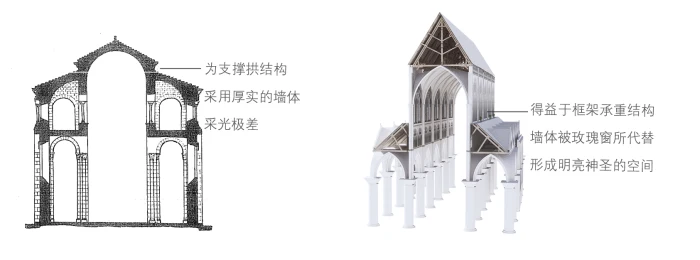 为支撑拱结构
采用厚实的墙体
采光极差
得益于框架承重结构
墙体被玫瑰窗所代替
形成明亮神圣的空间